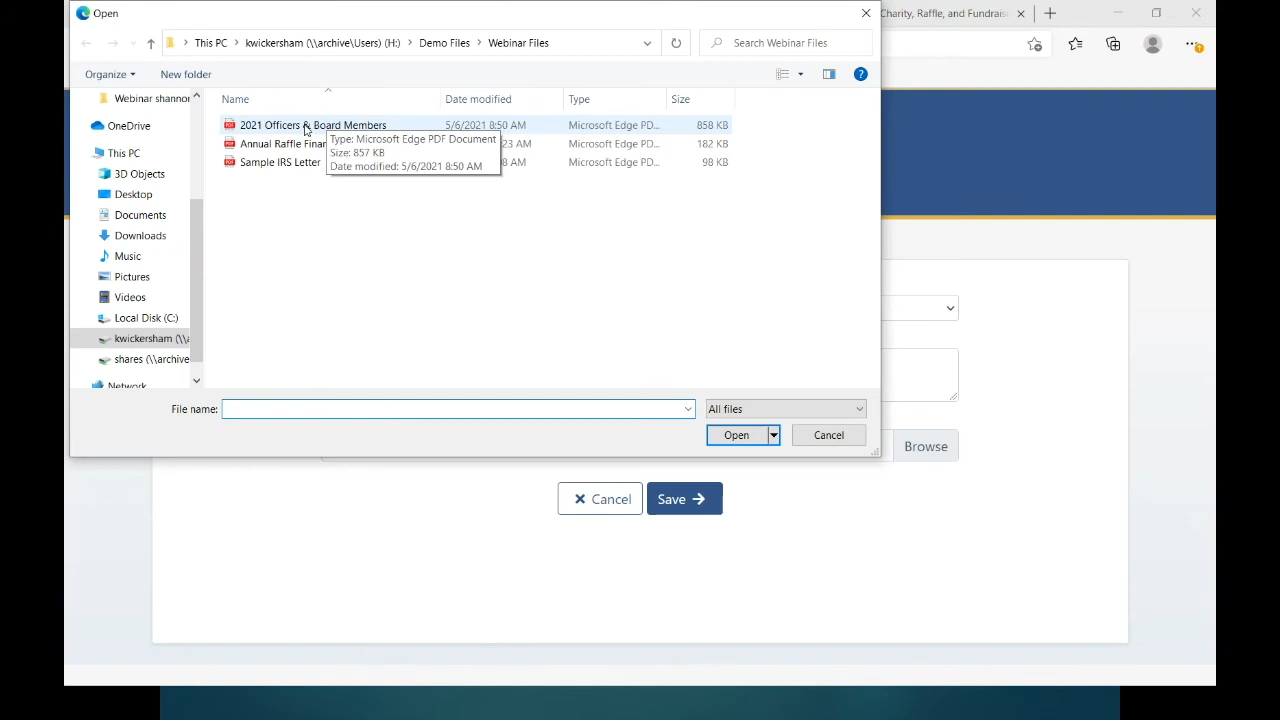 Open
Charity, Raffle, and Fundrais
This PC
kwickersham (\\archive\Users) (H:)
Demo Files
Webinar Files
Search Webinar Files
Organize
New folder
Name
Date modified
Type
Size
Webinar shannor
OneDrive
This PC
3D Objects
Desktop
Documents
Downloads
Music
Pictures
Videos
Local Disk (C:)
kwickersham (\\a
shares (\\archive
Network
2021 Officers & Board Members
5/6/2021 8:50 AM
Microsoft Edge PD...
858 KB
Annual Raffle Finan
23 AM
Microsoft Edge PD...
182 KB
Sample IRS Letter
8 AM
Microsoft Edge PD...
98 KB
Type: Microsoft Edge PDF Document
Size: 857 KB
Date modified: 5/6/2021 8:50 AM
File name:
All files
Open
Cancel
Browse
Cancel
Save